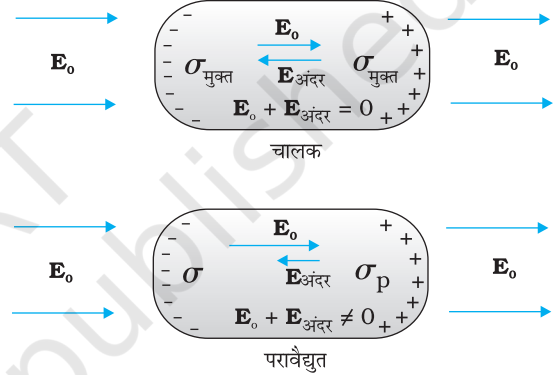 E₀
E₀
E₀
σमुक्त
Eअंदर
σमुक्त
E₀ + Eअंदर = 0
चालक
E₀
E₀
E₀
σ
Eअंदर
σp
E₀ + Eअंदर ≠ 0
परावैद्युत